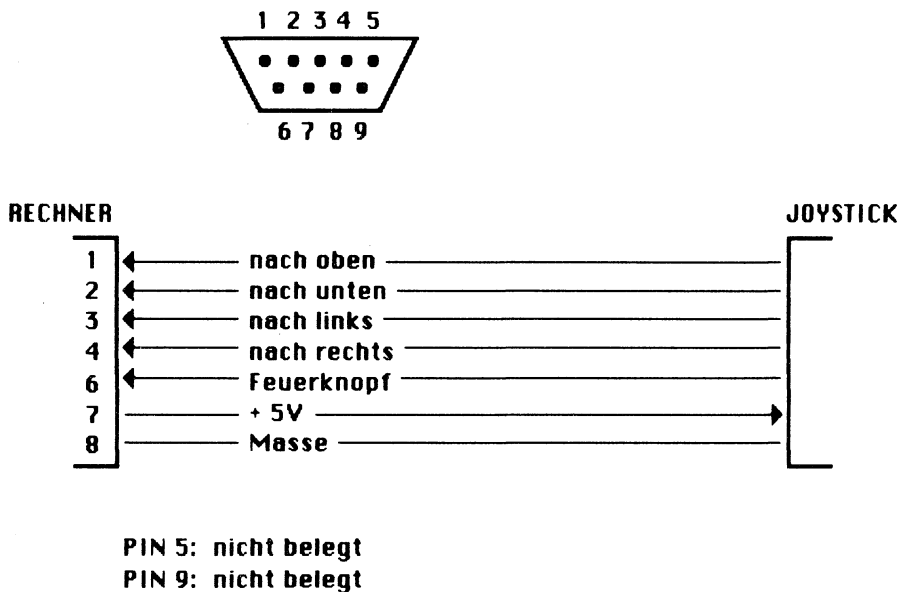 1 2 3 4 5
6 7 8 9
RECHNER JOYSTICK
1 nach oben
2 nach unten
3 nach links
4 nach rechts
6 Feuerknopf
7 + 5V
8 Masse
PIN 5: nicht belegt
PIN 9: nicht belegt